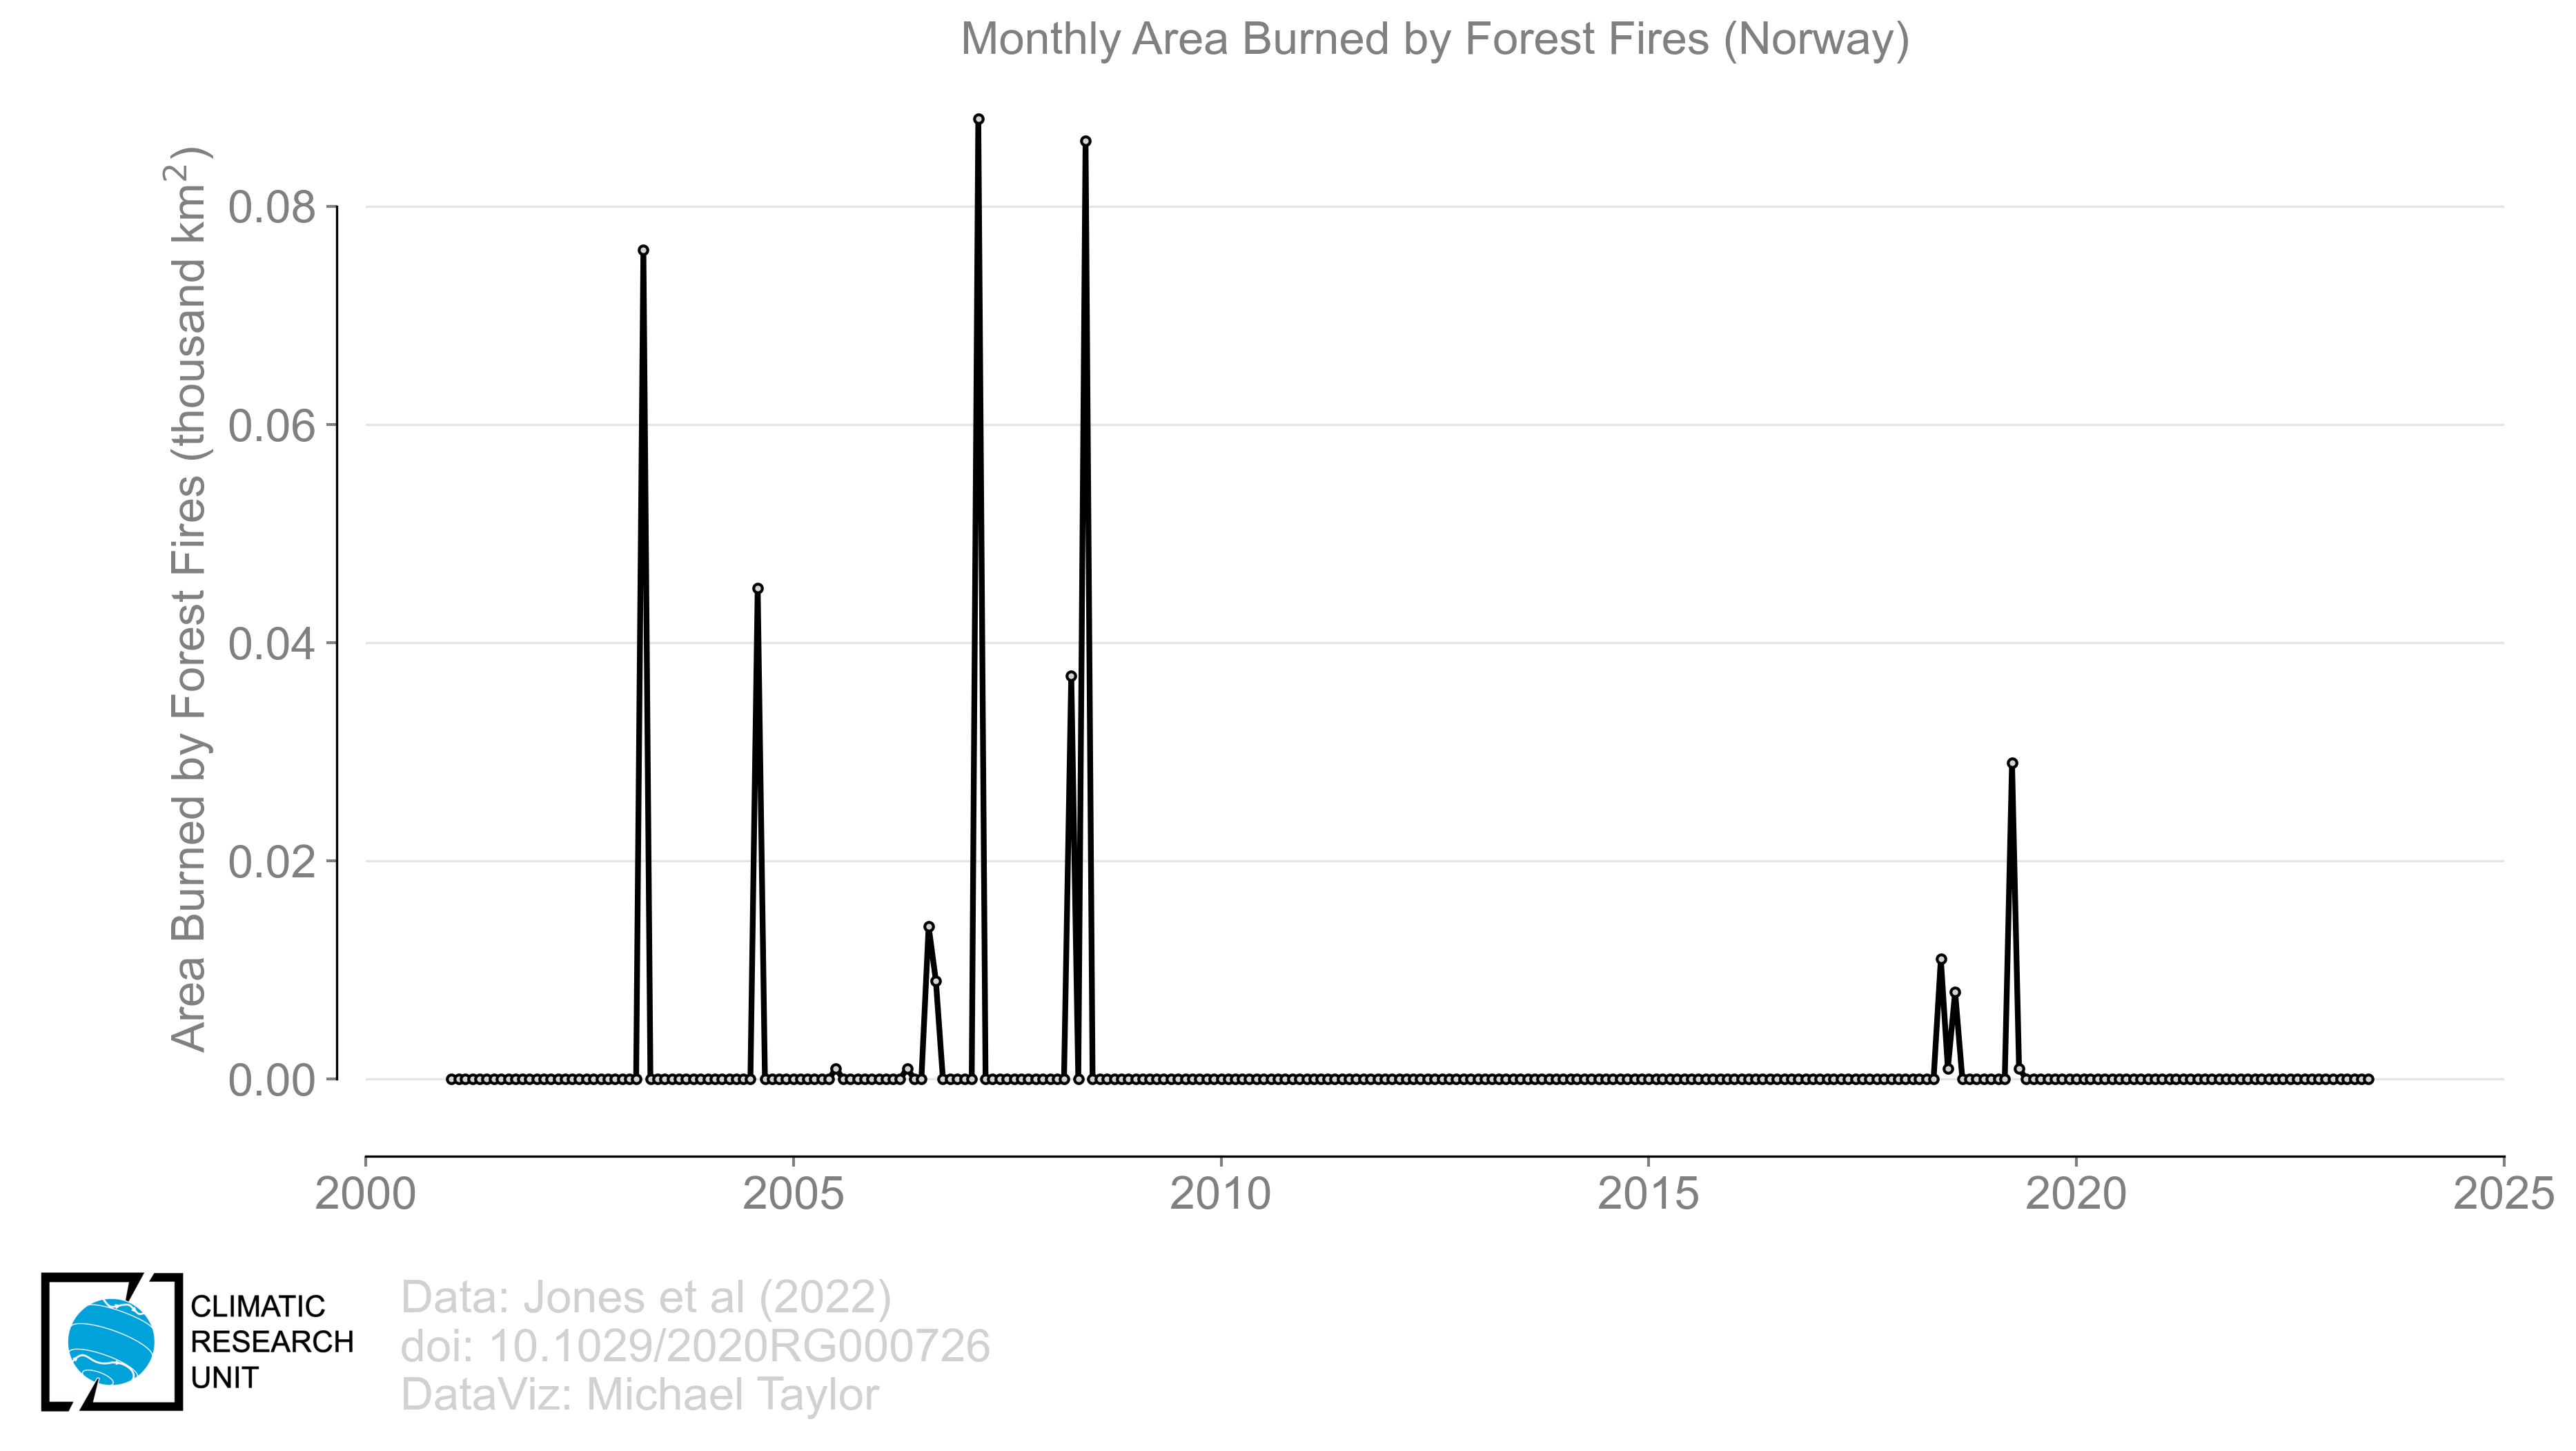 Monthly Area Burned by Forest Fires (Norway)
Area Burned by Forest Fires (thousand km²)
0.08
0.06
0.04
0.02
0.00
2000 2005 2010 2015 2020 2025
CLIMATIC
RESEARCH
UNIT
Data: Jones et al (2022)
doi: 10.1029/2020RG000726
DataViz: Michael Taylor